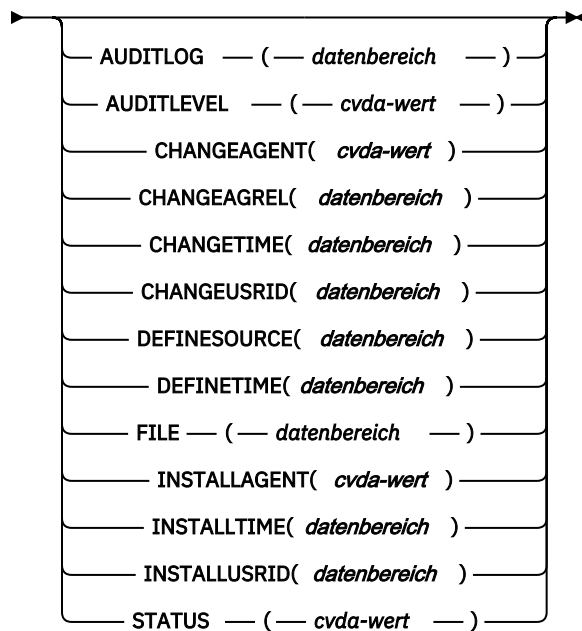 AUDITLOG ( datenbereich )
AUDITLEVEL ( cvda-wert )
CHANGEAGENT( cvda-wert )
CHANGEAGREL( datenbereich )
CHANGETIME( datenbereich )
CHANGEUSRID( datenbereich )
DEFINESOURCE( datenbereich )
DEFINETIME( datenbereich )
FILE ( datenbereich )
INSTALLAGENT( cvda-wert )
INSTALLTIME( datenbereich )
INSTALLUSRID( datenbereich )
STATUS ( cvda-wert )